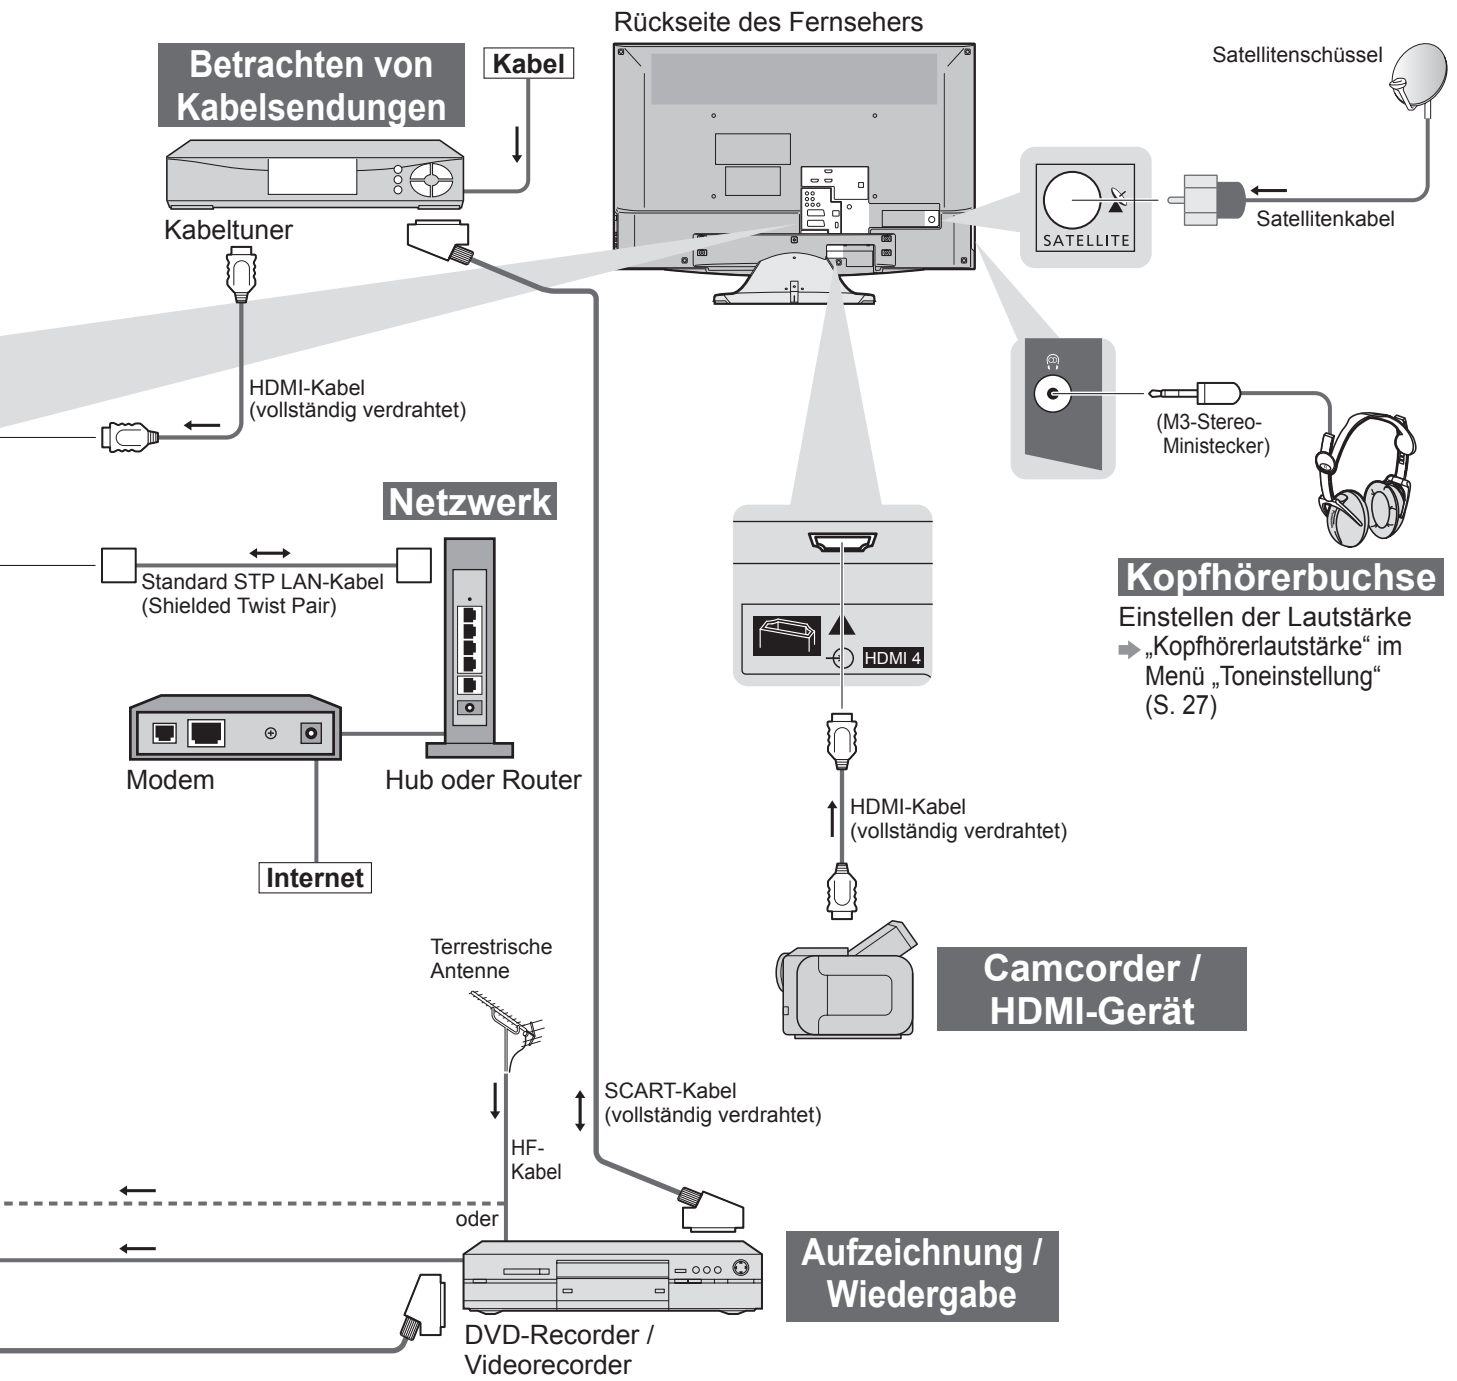 Rückseite des Fernsehers
Betrachten von
Kabelsendungen
Kabel
Satellitenschüssel
Kabeltuner
SATELLITE
Satellitenkabel
HDMI-Kabel
(vollständig verdrahtet)
(M3-Stereo-
Ministecker)
Netzwerk
Standard STP LAN-Kabel
(Shielded Twist Pair)
Kopfhörerbuchse
Einstellen der Lautstärke
„Kopfhörerlautstärke“ im
Menü „Toneinstellung“
(S. 27)
HDMI 4
Modem
Hub oder Router
Internet
HDMI-Kabel
(vollständig verdrahtet)
Camcorder /
HDMI-Gerät
Terrestrische
Antenne
SCART-Kabel
(vollständig verdrahtet)
HF-
Kabel
oder
Aufzeichnung /
Wiedergabe
DVD-Recorder /
Videorecorder